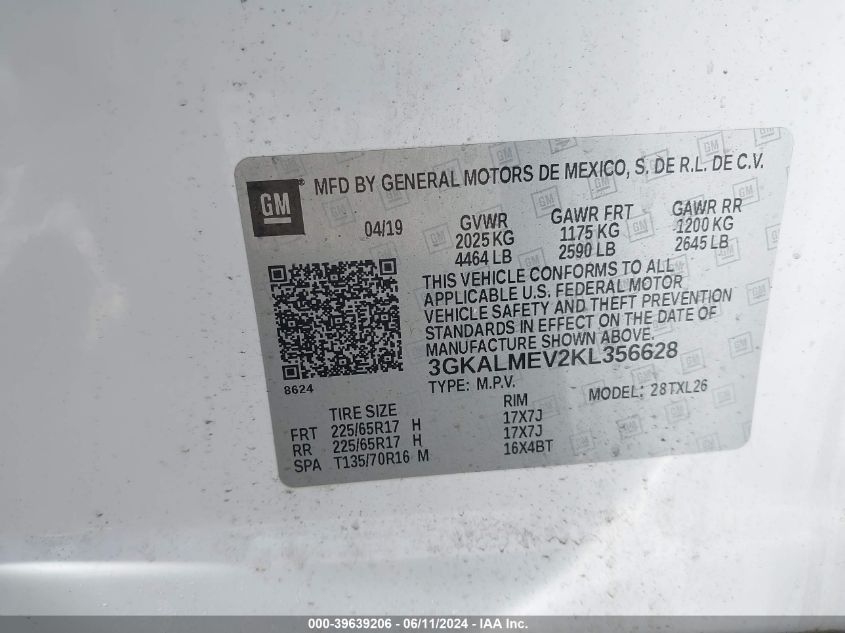 GM ® MFD BY GENERAL MOTORS DE MEXICO, S. DE R.L. DE C.V.
04/19 GVWR GAWR FRT GAWR RR
2025 KG 1175 KG 1200 KG
4464 LB 2590 LB 2645 LB
THIS VEHICLE CONFORMS TO ALL
APPLICABLE U.S. FEDERAL MOTOR
VEHICLE SAFETY AND THEFT PREVENTION
STANDARDS IN EFFECT ON THE DATE OF
MANUFACTURE SHOWN ABOVE.
3GKALMEV2KL356628
8624 TYPE: M.P.V. MODEL: 28TXL26
TIRE SIZE RIM
FRT 225/65R17 H 17X7J
RR 225/65R17 H 17X7J
SPA T135/70R16 M 16X4BT
000-39639206 - 06/11/2024 - IAA Inc.